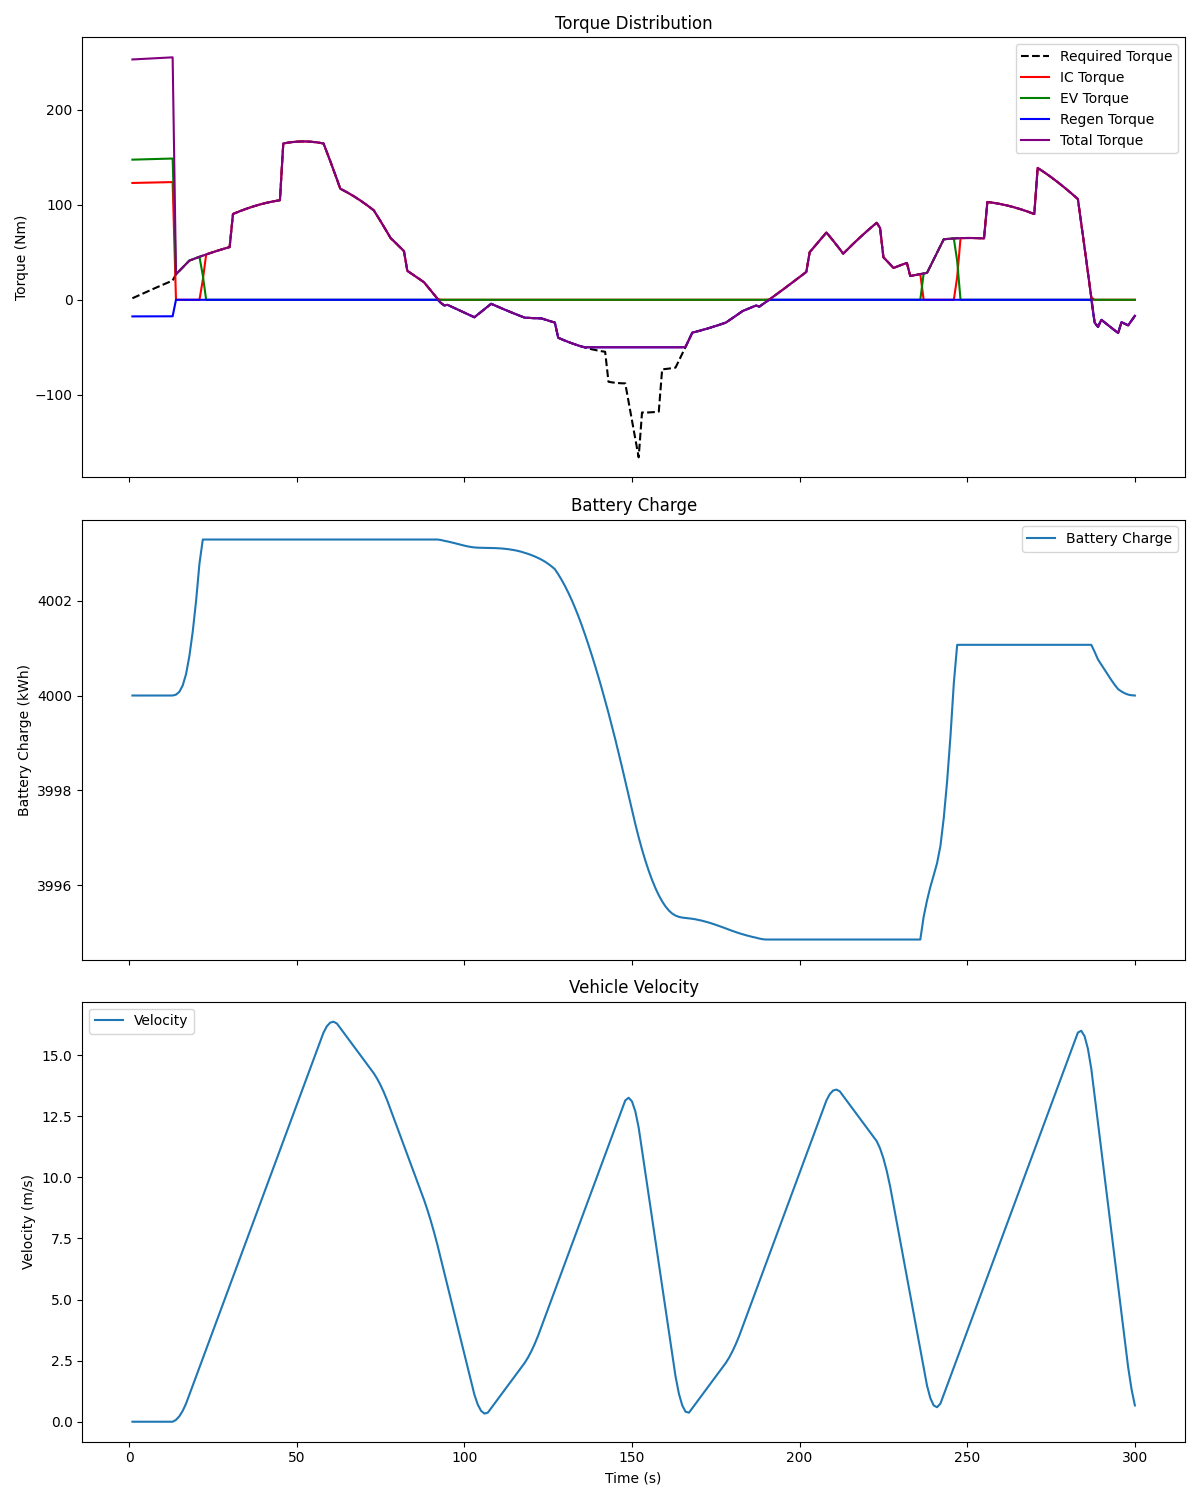 Torque Distribution
Torque (Nm)
200
100
0
−100
Required Torque
IC Torque
EV Torque
Regen Torque
Total Torque
Battery Charge
Battery Charge (kWh)
4002
4000
3998
3996
Battery Charge
Vehicle Velocity
Velocity (m/s)
15.0
12.5
10.0
7.5
5.0
2.5
0.0
Velocity
0 50 100 150 200 250 300
Time (s)